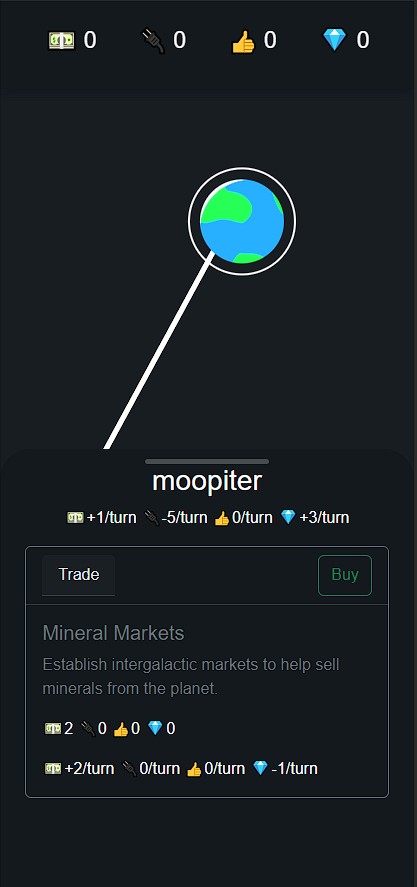 💵 0 🔌 0 👍 0 💎 0
moopiter
💵 +1/turn 🔌 -5/turn 👍 0/turn 💎 +3/turn
Trade Buy
Mineral Markets
Establish intergalactic markets to help sell
minerals from the planet.
💵 2 🔌 0 👍 0 💎 0
💵 +2/turn 🔌 0/turn 👍 0/turn 💎 -1/turn